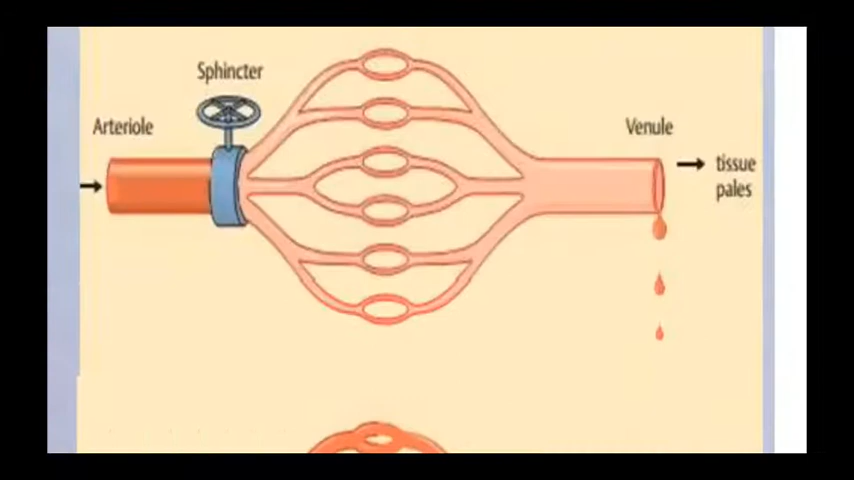 Sphincter
Arteriole
Venule
tissue
pales